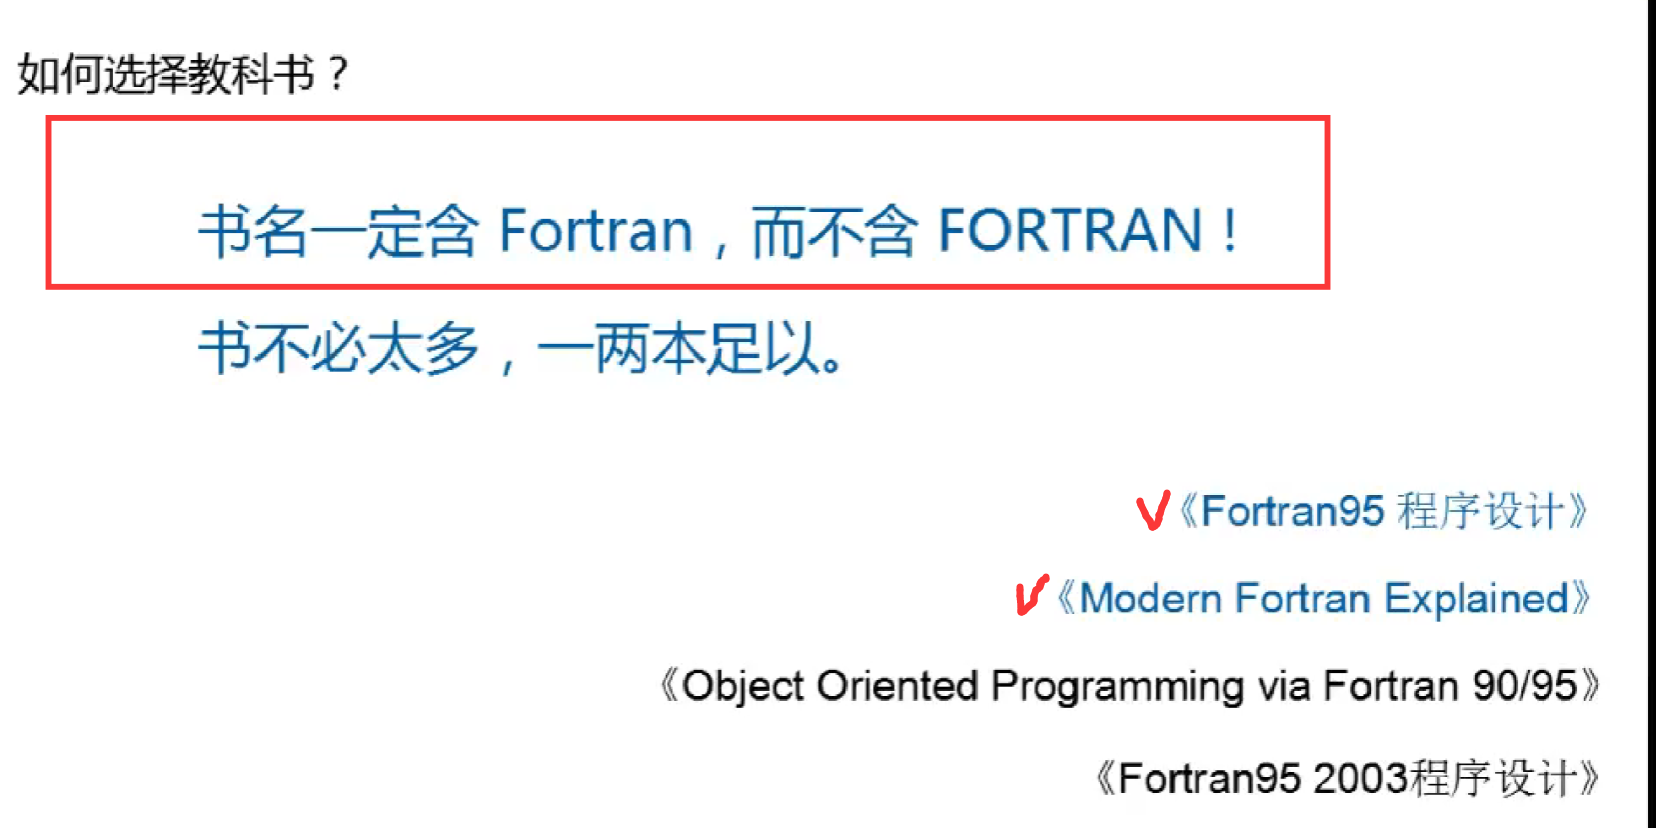 如何选择教科书？
书名一定含 Fortran，而不含 FORTRAN！
书不必太多，一两本足以。
《Fortran95 程序设计》
《Modern Fortran Explained》
《Object Oriented Programming via Fortran 90/95》
《Fortran95 2003程序设计》